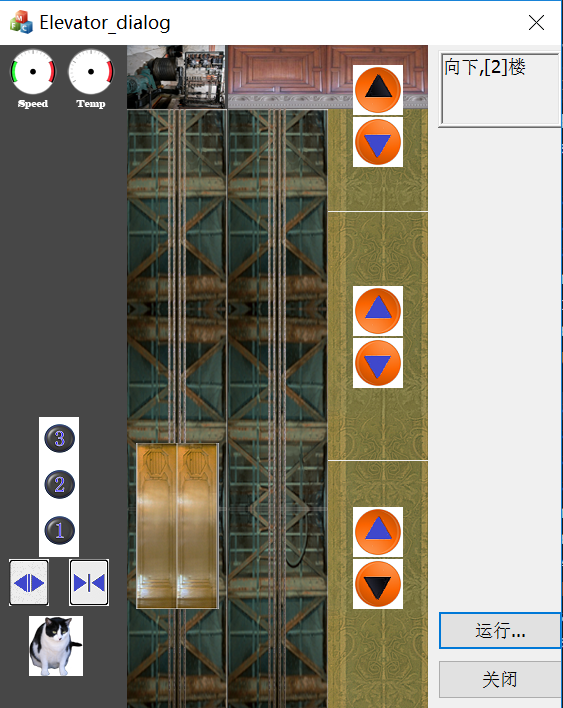 Elevator_dialog
Speed
Temp
向下,[2]楼
3
2
1
运行...
关闭